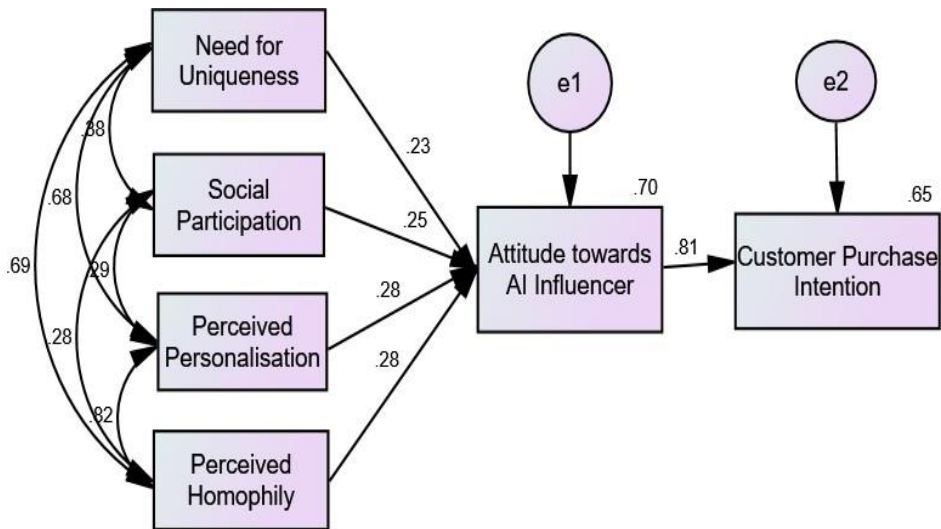 Need for
Uniqueness
e1
e2
.38
.23
.70
.65
Social
Participation
.68
.25
Attitude towards
AI Influencer
.81
Customer Purchase
Intention
.69
.29
.28
Perceived
Personalisation
.28
.28
.82
Perceived
Homophily